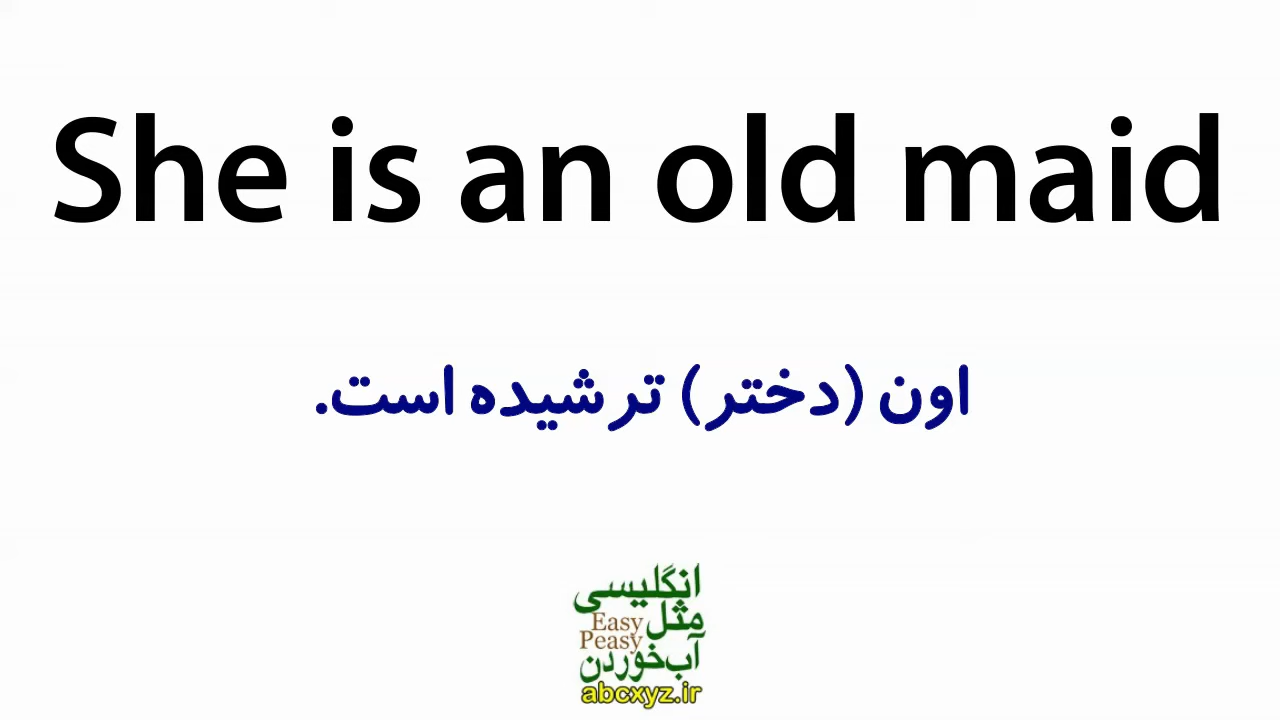 She is an old maid
اون (دختر) ترشیده است.
انگلیسی
مثل Easy
Peasy
آب‌خوردن
abcxyz.ir